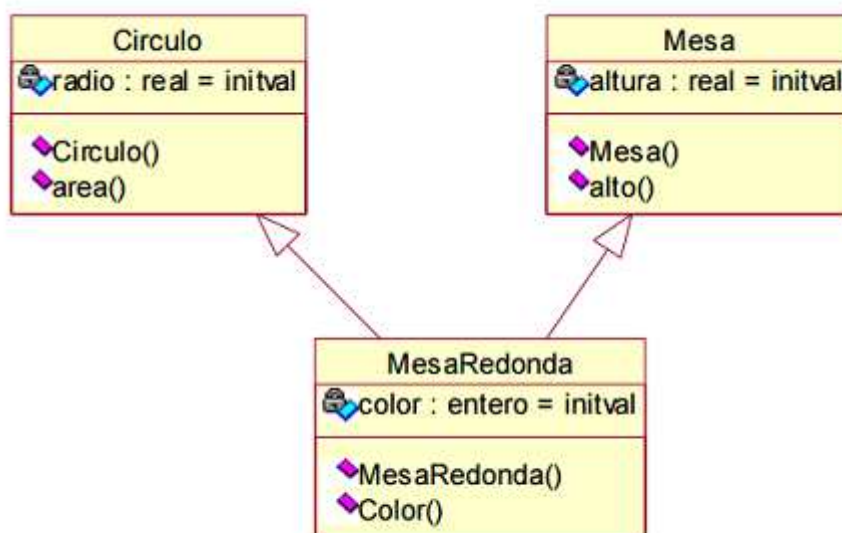 Circulo
radio : real = initval
Circulo()
area()
Mesa
altura : real = initval
Mesa()
alto()
MesaRedonda
color : entero = initval
MesaRedonda()
Color()